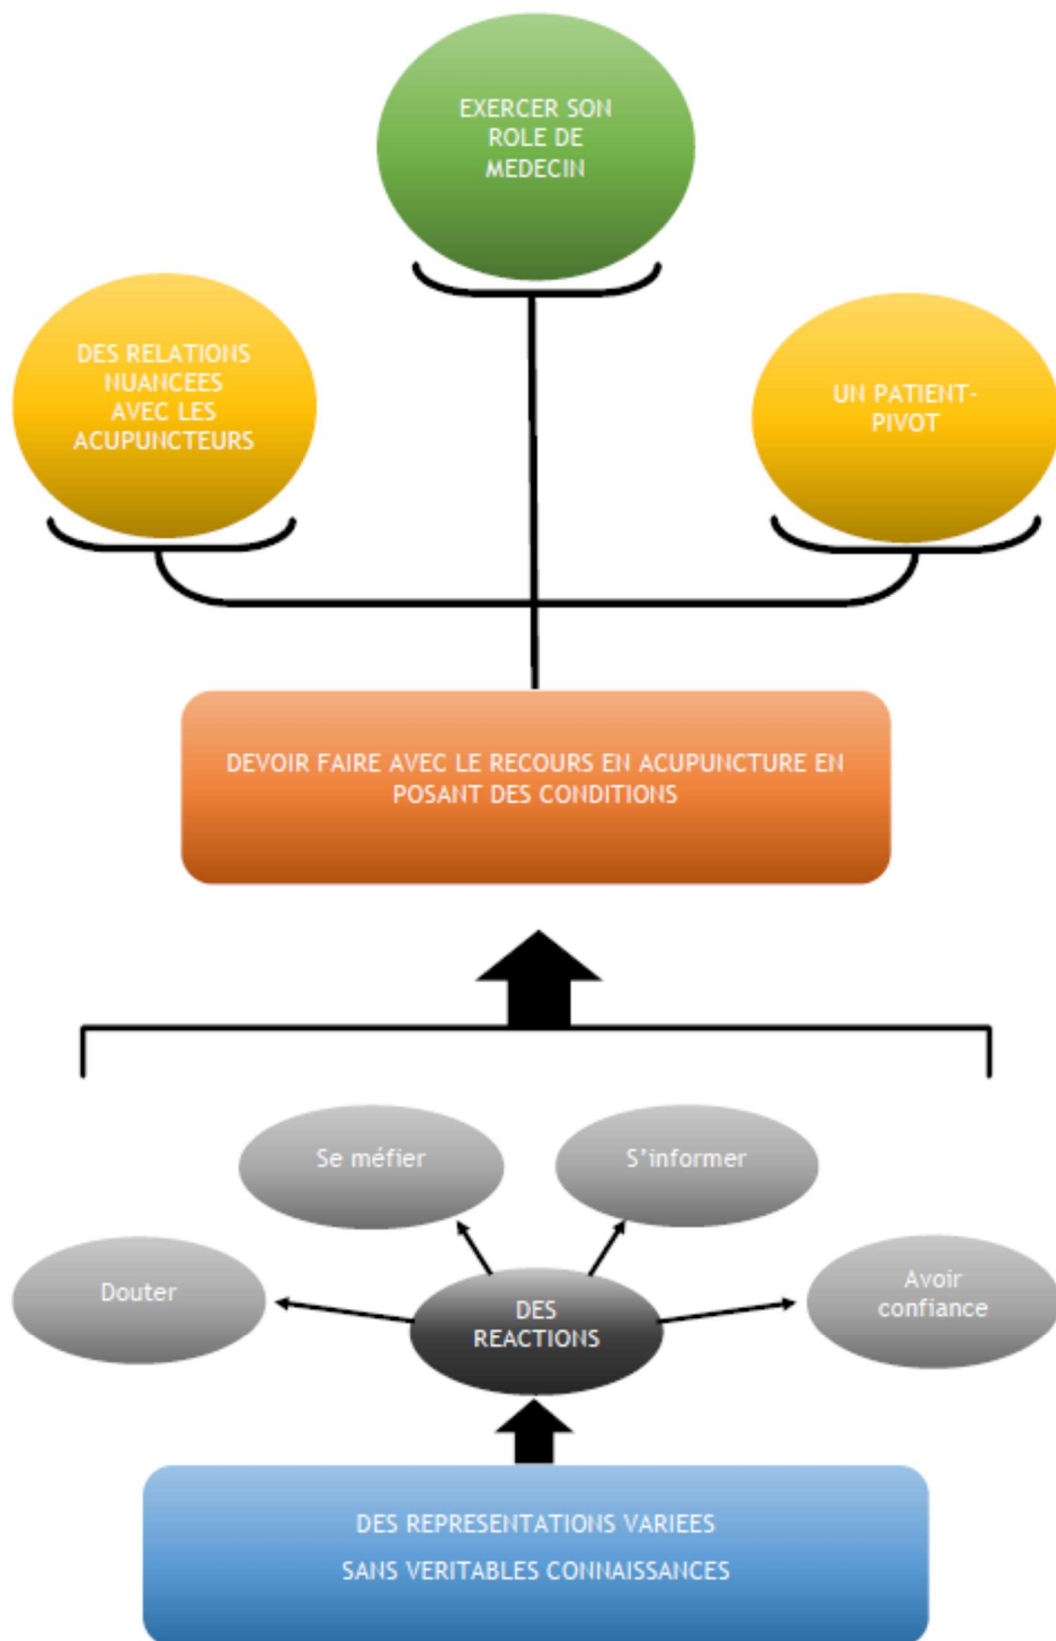 EXERCER SON
ROLE DE
MEDECIN
DES RELATIONS
NUANCEES
AVEC LES
ACUPUNCTEURS
UN PATIENT-
PIVOT
DEVOIR FAIRE AVEC LE RECOURS EN ACUPUNCTURE EN
POSANT DES CONDITIONS
Se méfier
S'informer
Douter
Avoir
confiance
DES
REACTIONS
DES REPRESENTATIONS VARIEES
SANS VERITABLES CONNAISSANCES